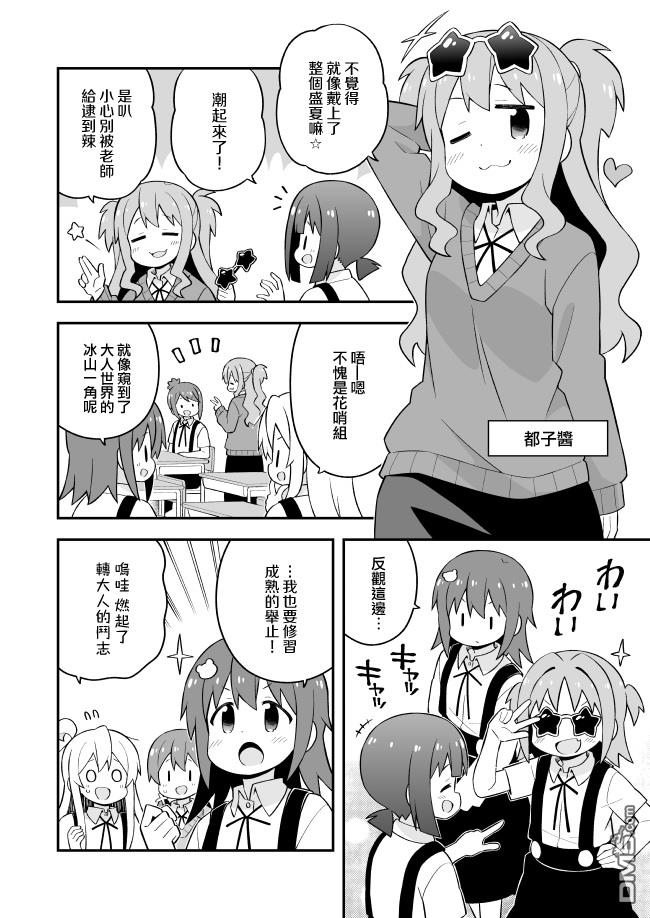 不覺得
就像戴上了
整個盛夏嘛
☆
潮起來了！
是叭
小心別被老師
給逮到辣
都子醬
唔—嗯
不愧是花哨組
就像窺到了
大人世界的
冰山一角呢
反觀這邊…
わい
わい
キャッ
キャッ
…我也要修習
成熟的舉止！
嗚哇 燃起了
轉大人的鬥志
DM5.com